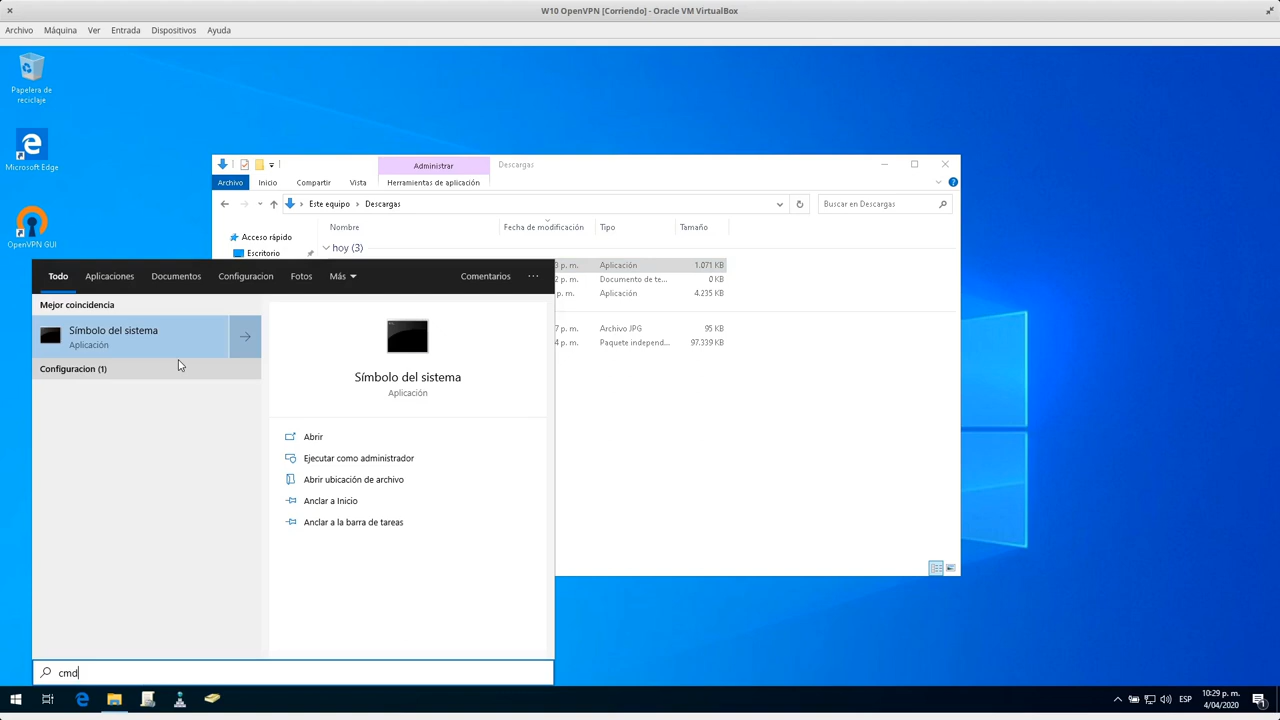 W10 OpenVPN [Corriendo] - Oracle VM VirtualBox
Archivo Máquina Ver Entrada Dispositivos Ayuda
Papelera de
reciclaje
Microsoft Edge
OpenVPN GUI
Administrar Descargas
Archivo Inicio Compartir Vista Herramientas de aplicación
Este equipo Descargas Buscar en Descargas
Nombre Fecha de modificación Tipo Tamaño
Acceso rápido hoy (3)
Escritorio
p. m. Aplicación 1.071 KB
p. m. Documento de te... 0 KB
p. m. Aplicación 4.235 KB
7 p. m. Archivo JPG 95 KB
4 p. m. Paquete independ... 97.339 KB
Todo Aplicaciones Documentos Configuracion Fotos Más Comentarios ...
Mejor coincidencia
Símbolo del sistema
Aplicación
Configuracion (1)
Símbolo del sistema
Aplicación
Abrir
Ejecutar como administrador
Abrir ubicación de archivo
Anclar a Inicio
Anclar a la barra de tareas
cmd
ESP
10:29 p. m.
4/04/2020
1